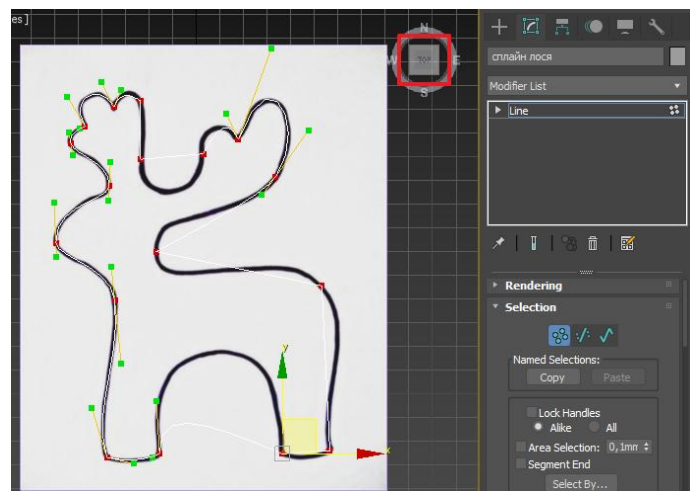 es ]
N
W
TOP
E
S
y
x
сплайн лося
Modifier List
Line
Rendering
Selection
Named Selections:
Copy Paste
Lock Handles
Alike All
Area Selection: 0,1mm
Segment End
Select By...